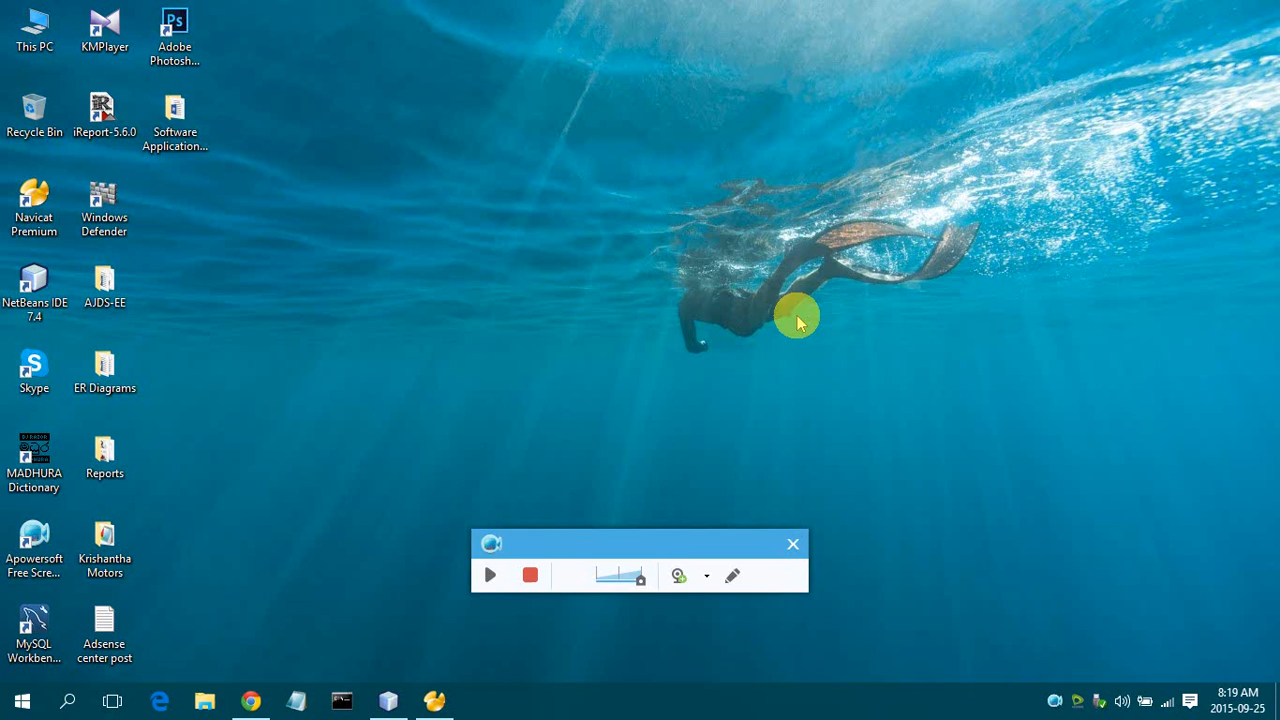 This PC
KMPlayer
Ps
Adobe
Photosh...
Recycle Bin
iReport-5.6.0
Software
Application...
Navicat
Premium
Windows
Defender
NetBeans IDE
7.4
AJDS-EE
S
Skype
ER Diagrams
MADHURA
Dictionary
Reports
Apowersoft
Free Scre...
Krishantha
Motors
MySQL
Workben...
Adsense
center post
8:19 AM
2015-09-25